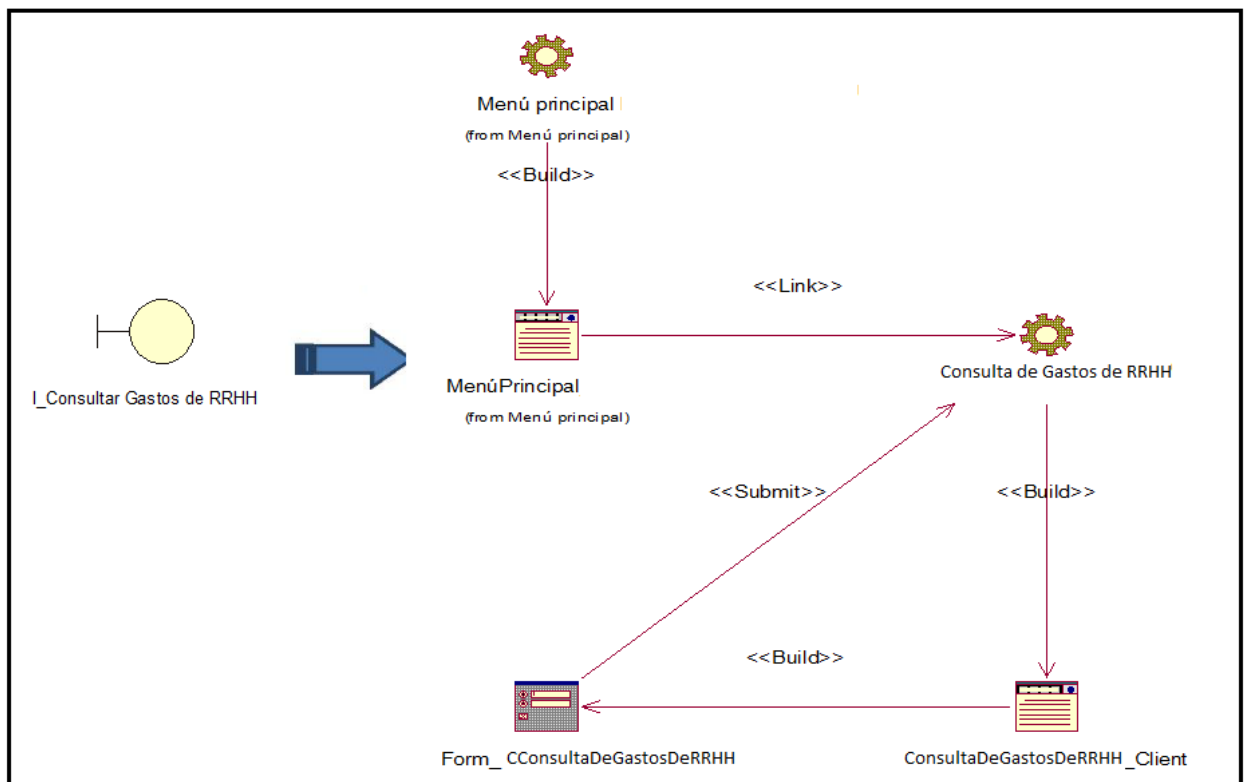 Menú principal
(from Menú principal)
<<Build>>
<<Link>>
I_Consultar Gastos de RRHH
MenúPrincipal
(from Menú principal)
Consulta de Gastos de RRHH
<<Submit>>
<<Build>>
<<Build>>
Form_ CConsultaDeGastosDeRRHH
ConsultaDeGastosDeRRHH _Client